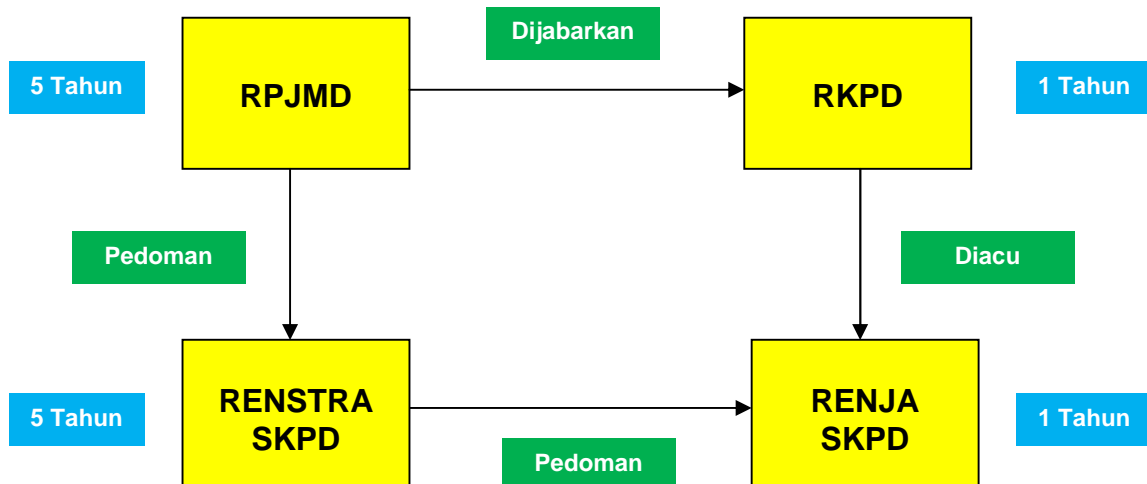 Dijabarkan
5 Tahun
RPJMD
RKPD
1 Tahun
Pedoman
Diacu
5 Tahun
RENSTRA
SKPD
RENJA
SKPD
1 Tahun
Pedoman